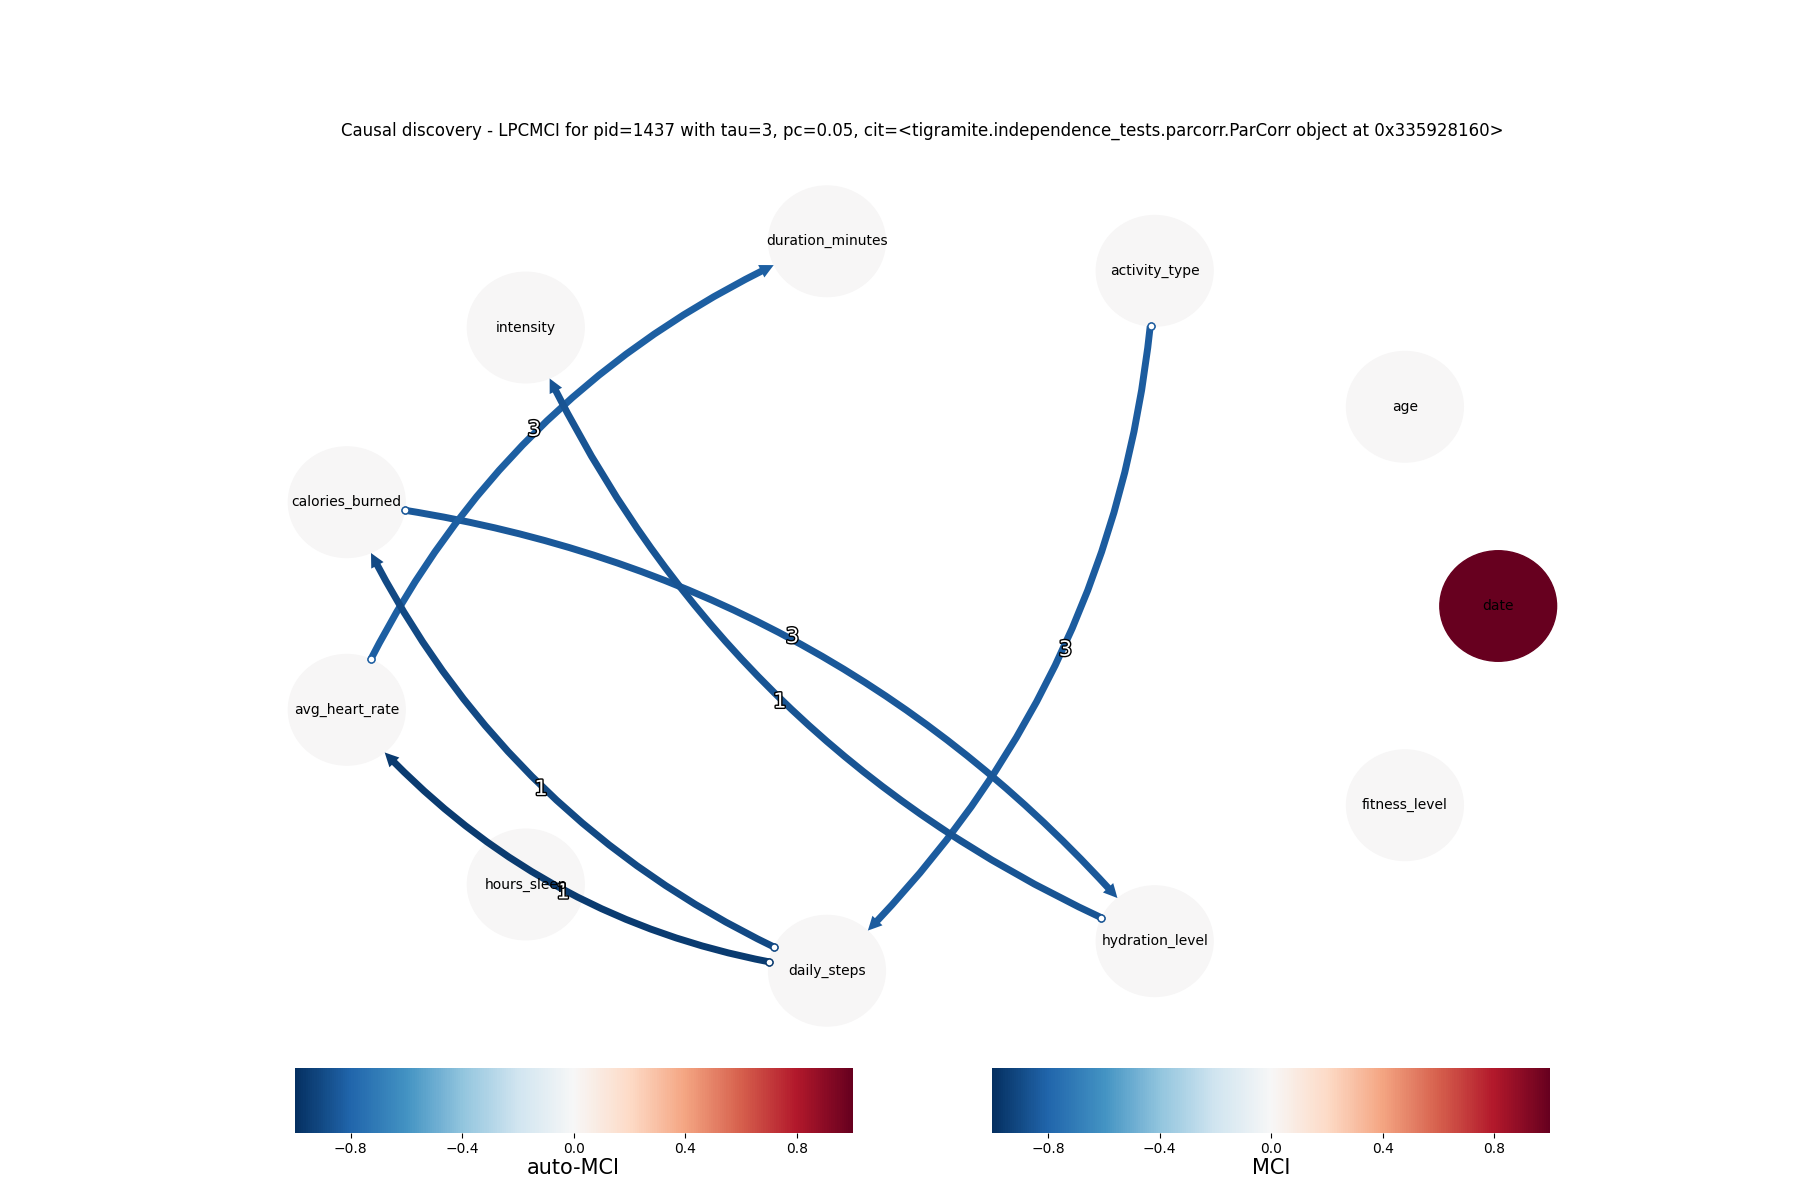 Causal discovery - LPCMCI for pid=1437 with tau=3, pc=0.05, cit=<tigramite.independence_tests.parcorr.ParCorr object at 0x335928160>
duration_minutes
activity_type
intensity
age
3
calories_burned
date
3
3
1
avg_heart_rate
1
fitness_level
hours_sleep
1
hydration_level
daily_steps
−0.8 −0.4 0.0 0.4 0.8
auto-MCI
−0.8 −0.4 0.0 0.4 0.8
MCI